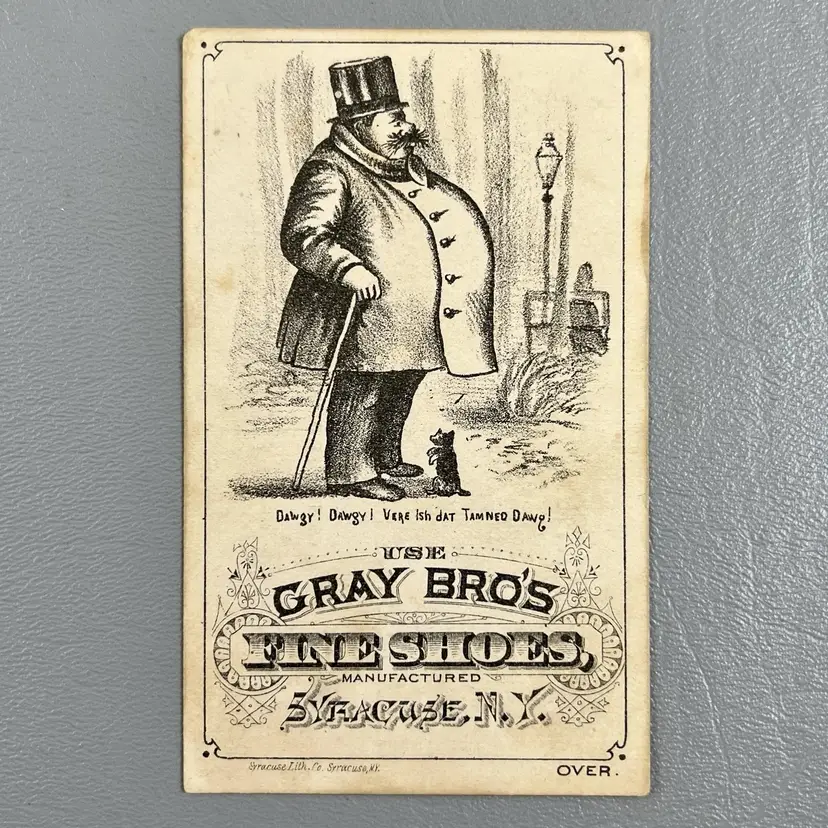 Dawgy! Dawgy! Vere ish dat Tamned Dawg!
USE
GRAY BRO'S
FINE SHOES,
MANUFACTURED
SYRACUSE, N.Y.
Syracuse Lith. Co. Syracuse, N.Y.
OVER.